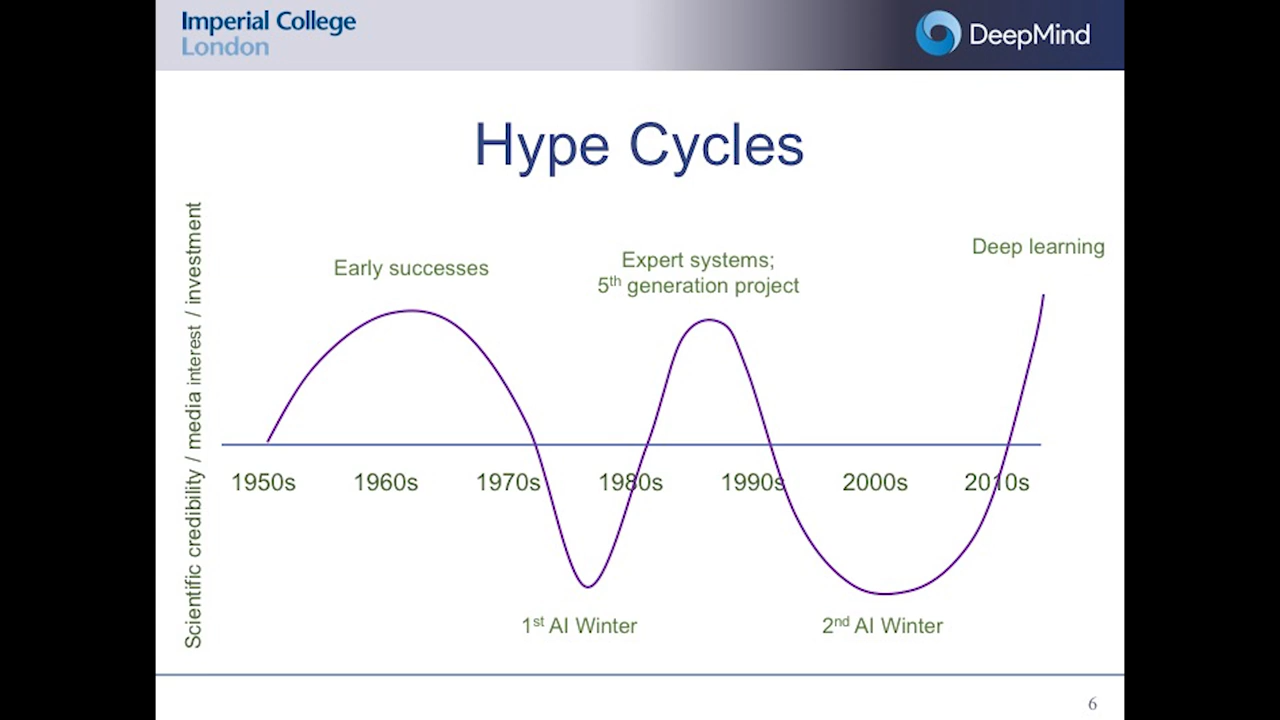 Imperial College
London
DeepMind
Hype Cycles
Scientific credibility / media interest / investment
Early successes
Expert systems;
5th generation project
Deep learning
1950s 1960s 1970s 1980s 1990s 2000s 2010s
1st AI Winter
2nd AI Winter
6